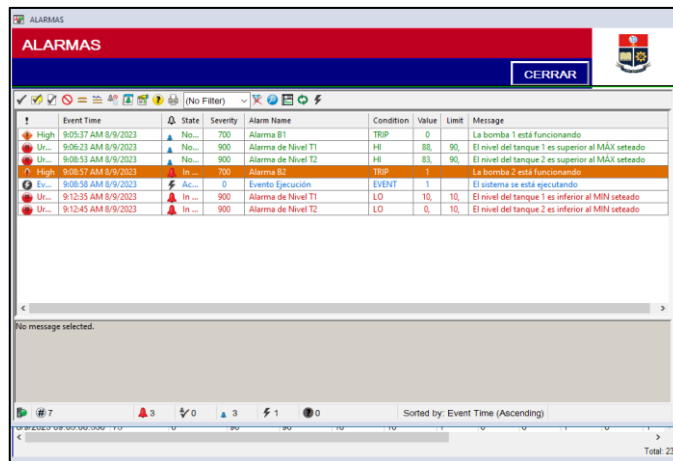 ALARMAS
ALARMAS
CERRAR
(No Filter)
! Event Time State Severity Alarm Name Condition Value Limit Message
High 9:05:37 AM 8/9/2023 No... 700 Alarma B1 TRIP 0 La bomba 1 está funcionando
Ur... 9:06:23 AM 8/9/2023 No... 900 Alarma de Nivel T1 HI 88, 90, El nivel del tanque 1 es superior al MÁX seteado
Ur... 9:08:53 AM 8/9/2023 No... 900 Alarma de Nivel T2 HI 83, 90, El nivel del tanque 2 es superior al MÁX seteado
High 9:08:57 AM 8/9/2023 In ... 700 Alarma B2 TRIP 1 La bomba 2 está funcionando
Ev... 9:08:58 AM 8/9/2023 Ac... 0 Evento Ejecución EVENT 1 El sistema se está ejecutando
Ur... 9:12:35 AM 8/9/2023 In ... 900 Alarma de Nivel T1 LO 10, 10, El nivel del tanque 1 es inferior al MIN seteado
Ur... 9:12:45 AM 8/9/2023 In ... 900 Alarma de Nivel T2 LO 0, 10, El nivel del tanque 2 es inferior al MIN seteado
No message selected.
7 3 0 3 1 0 Sorted by: Event Time (Ascending)
Total: 23